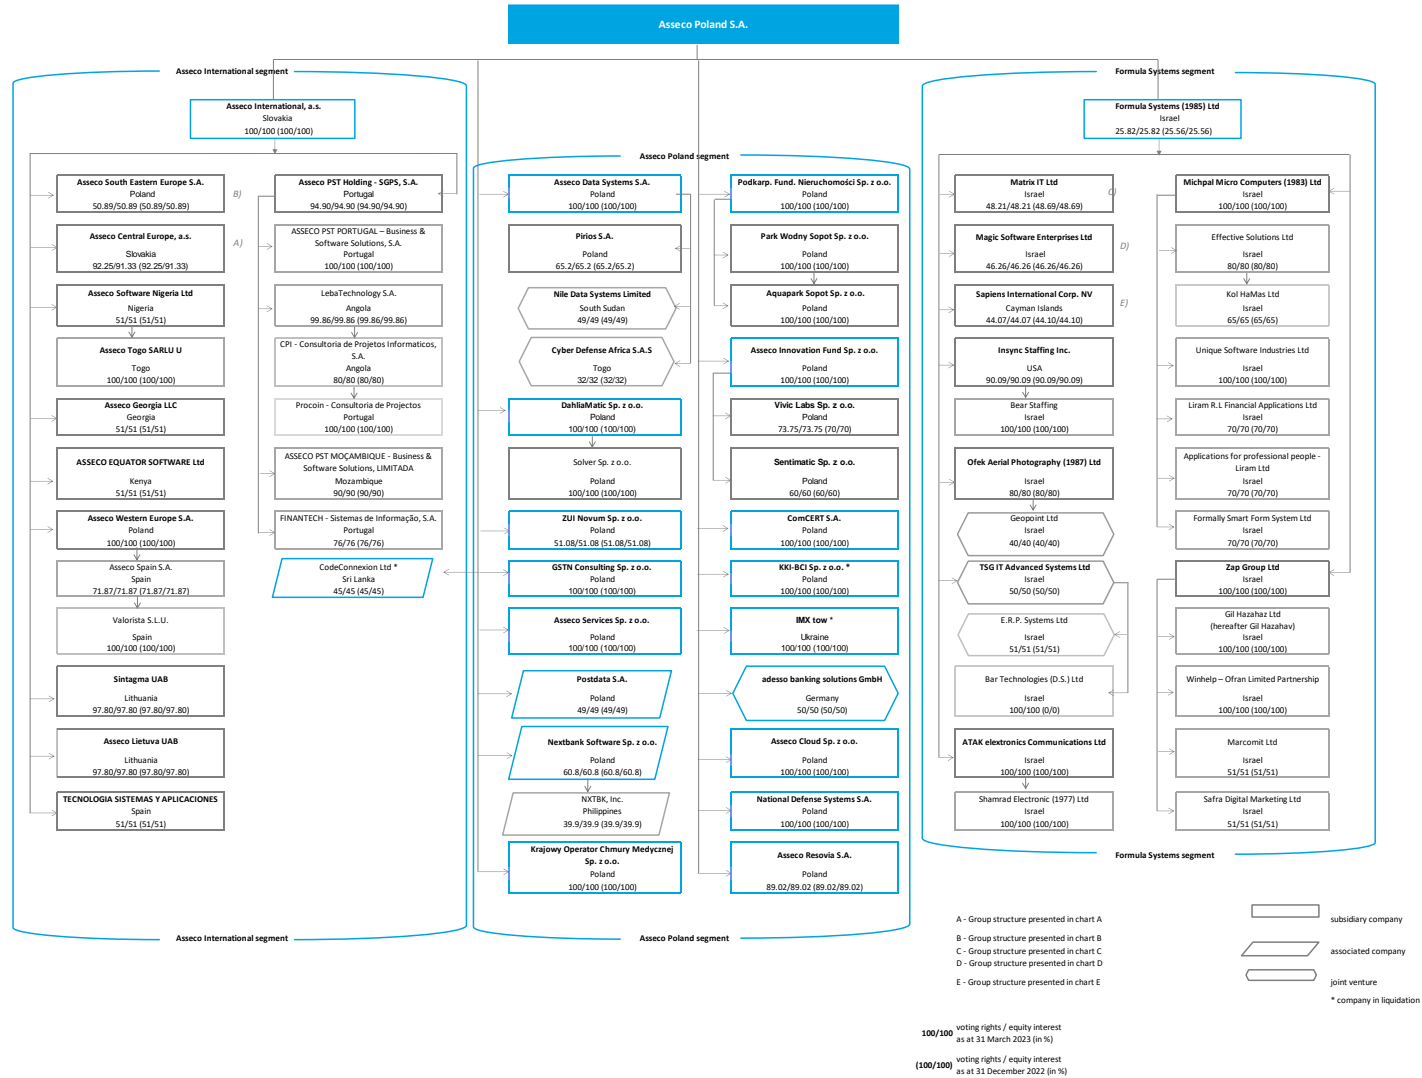 Asseco Poland S.A.
Asseco International segment
Asseco International, a.s.
Slovakia
100/100 (100/100)
Asseco South Eastern Europe S.A.
Poland
50.89/50.89 (50.89/50.89)
B)
Asseco Central Europe, a.s.
Slovakia
92.25/91.33 (92.25/91.33)
A)
Asseco Software Nigeria Ltd
Nigeria
51/51 (51/51)
Asseco Togo SARLU U
Togo
100/100 (100/100)
Asseco Georgia LLC
Georgia
51/51 (51/51)
ASSECO EQUATOR SOFTWARE Ltd
Kenya
51/51 (51/51)
Asseco Western Europe S.A.
Poland
100/100 (100/100)
Asseco Spain S.A.
Spain
71.87/71.87 (71.87/71.87)
Valorista S.L.U.
Spain
100/100 (100/100)
Sintagma UAB
Lithuania
97.80/97.80 (97.80/97.80)
Asseco Lietuva UAB
Lithuania
97.80/97.80 (97.80/97.80)
TECNOLOGIA SISTEMAS Y APLICACIONES
Spain
51/51 (51/51)
Asseco PST Holding - SGPS, S.A.
Portugal
94.90/94.90 (94.90/94.90)
ASSECO PST PORTUGAL – Business &
Software Solutions, S.A.
Portugal
100/100 (100/100)
LebaTechnology S.A.
Angola
99.86/99.86 (99.86/99.86)
CPI - Consultoria de Projetos Informaticos,
S.A.
Angola
80/80 (80/80)
Procoin - Consultoria de Projectos
Portugal
100/100 (100/100)
ASSECO PST MOÇAMBIQUE - Business &
Software Solutions, LIMITADA
Mozambique
90/90 (90/90)
FINANTECH - Sistemas de Informação, S.A.
Portugal
76/76 (76/76)
CodeConnexion Ltd *
Sri Lanka
45/45 (45/45)
Asseco International segment
Asseco Poland segment
Asseco Data Systems S.A.
Poland
100/100 (100/100)
Pirios S.A.
Poland
65.2/65.2 (65.2/65.2)
Nile Data Systems Limited
South Sudan
49/49 (49/49)
Cyber Defense Africa S.A.S
Togo
32/32 (32/32)
DahliaMatic Sp. z o.o.
Poland
100/100 (100/100)
Solver Sp. z o.o.
Poland
100/100 (100/100)
ZUI Novum Sp. z o.o.
Poland
51.08/51.08 (51.08/51.08)
GSTN Consulting Sp. z o.o.
Poland
100/100 (100/100)
Asseco Services Sp. z o.o.
Poland
100/100 (100/100)
Postdata S.A.
Poland
49/49 (49/49)
Nextbank Software Sp. z o.o.
Poland
60.8/60.8 (60.8/60.8)
NXTBK, Inc.
Philippines
39.9/39.9 (39.9/39.9)
Krajowy Operator Chmury Medycznej
Sp. z o.o.
Poland
100/100 (100/100)
Podkarp. Fund. Nieruchomości Sp. z o.o.
Poland
100/100 (100/100)
Park Wodny Sopot Sp. z o.o.
Poland
100/100 (100/100)
Aquapark Sopot Sp. z o.o.
Poland
100/100 (100/100)
Asseco Innovation Fund Sp. z o.o.
Poland
100/100 (100/100)
Vivic Labs Sp. z o.o.
Poland
73.75/73.75 (70/70)
Sentimatic Sp. z o.o.
Poland
60/60 (60/60)
ComCERT S.A.
Poland
100/100 (100/100)
KKI-BCI Sp. z o.o. *
Poland
100/100 (100/100)
IMX tow *
Ukraine
100/100 (100/100)
adesso banking solutions GmbH
Germany
50/50 (50/50)
Asseco Cloud Sp. z o.o.
Poland
100/100 (100/100)
National Defense Systems S.A.
Poland
100/100 (100/100)
Asseco Resovia S.A.
Poland
89.02/89.02 (89.02/89.02)
Asseco Poland segment
Formula Systems segment
Formula Systems (1985) Ltd
Israel
25.82/25.82 (25.56/25.56)
Matrix IT Ltd
Israel
48.21/48.21 (48.69/48.69)
C)
Magic Software Enterprises Ltd
Israel
46.26/46.26 (46.26/46.26)
D)
Sapiens International Corp. NV
Cayman Islands
44.07/44.07 (44.10/44.10)
E)
Insync Staffing Inc.
USA
90.09/90.09 (90.09/90.09)
Bear Staffing
Israel
100/100 (100/100)
Ofek Aerial Photography (1987) Ltd
Israel
80/80 (80/80)
Geopoint Ltd
Israel
40/40 (40/40)
TSG IT Advanced Systems Ltd
Israel
50/50 (50/50)
E.R.P. Systems Ltd
Israel
51/51 (51/51)
Bar Technologies (D.S.) Ltd
Israel
100/100 (0/0)
ATAK elextronics Communications Ltd
Israel
100/100 (100/100)
Shamrad Electronic (1977) Ltd
Israel
100/100 (100/100)
Michpal Micro Computers (1983) Ltd
Israel
100/100 (100/100)
Effective Solutions Ltd
Israel
80/80 (80/80)
Kol HaMas Ltd
Israel
65/65 (65/65)
Unique Software Industries Ltd
Israel
100/100 (100/100)
Liram R.L Financial Applications Ltd
Israel
70/70 (70/70)
Applications for professional people -
Liram Ltd
Israel
70/70 (70/70)
Formally Smart Form System Ltd
Israel
70/70 (70/70)
Zap Group Ltd
Israel
100/100 (100/100)
Gil Hazahaz Ltd
(hereafter Gil Hazahav)
Israel
100/100 (100/100)
Winhelp – Ofran Limited Partnership
Israel
100/100 (100/100)
Marcomit Ltd
Israel
51/51 (51/51)
Safra Digital Marketing Ltd
Israel
51/51 (51/51)
Formula Systems segment
A - Group structure presented in chart A
B - Group structure presented in chart B
C - Group structure presented in chart C
D - Group structure presented in chart D
E - Group structure presented in chart E
subsidiary company
associated company
joint venture
* company in liquidation
100/100 voting rights / equity interest
as at 31 March 2023 (in %)
(100/100) voting rights / equity interest
as at 31 December 2022 (in %)